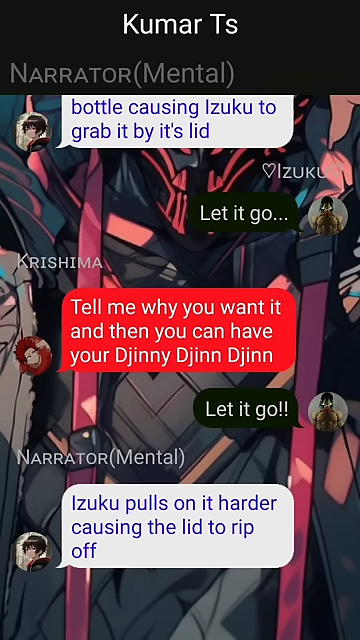 Kumar Ts
Narrator(Mental)
bottle causing Izuku to
grab it by it's lid
♡Izuku
Let it go...
Krishima
Tell me why you want it
and then you can have
your Djinny Djinn Djinn
Let it go!!
Narrator(Mental)
Izuku pulls on it harder
causing the lid to rip
off